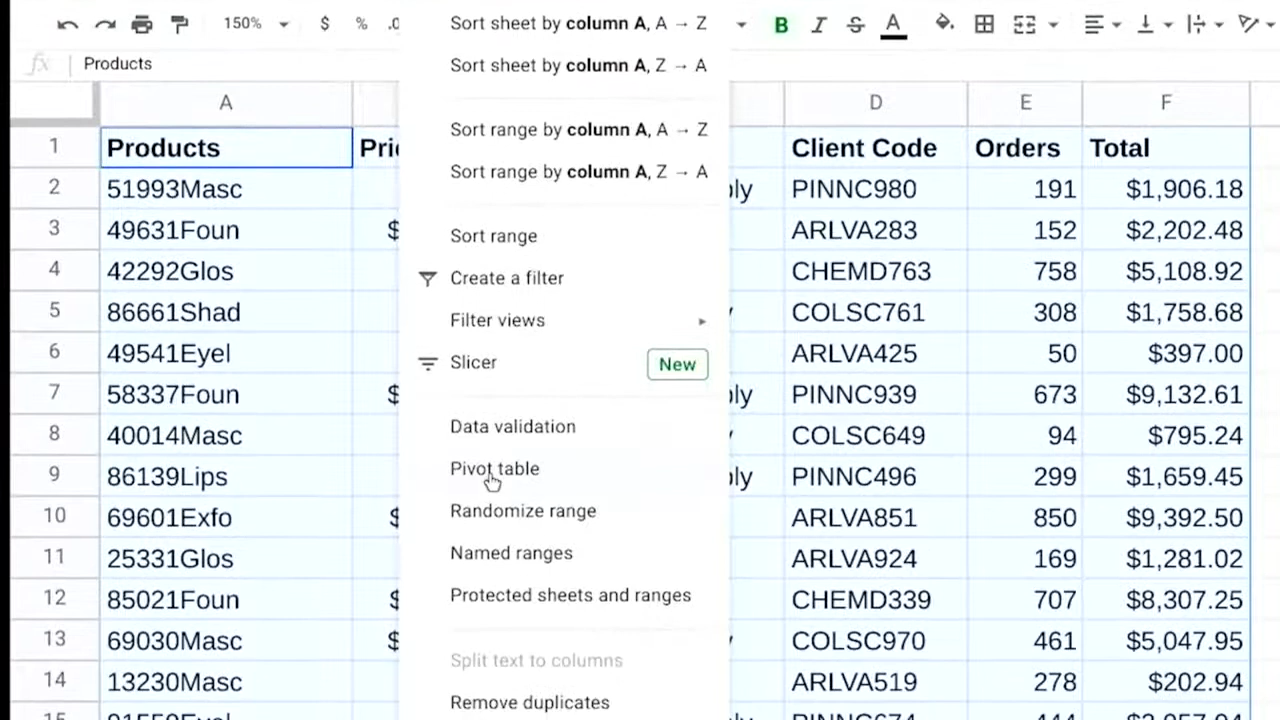 150% $ % .0 B I S A
fx Products
A D E F
Sort sheet by column A, A → Z
Sort sheet by column A, Z → A
Sort range by column A, A → Z
Sort range by column A, Z → A
Sort range
Create a filter
Filter views
Slicer New
Data validation
Pivot table
Randomize range
Named ranges
Protected sheets and ranges
Split text to columns
Remove duplicates
1 Products Client Code Orders Total
2 51993Masc PINNC980 191 $1,906.18
3 49631Foun $ ARLVA283 152 $2,202.48
4 42292Glos CHEMD763 758 $5,108.92
5 86661Shad COLSC761 308 $1,758.68
6 49541Eyel ARLVA425 50 $397.00
7 58337Foun $ PINNC939 673 $9,132.61
8 40014Masc COLSC649 94 $795.24
9 86139Lips PINNC496 299 $1,659.45
10 69601Exfo $ ARLVA851 850 $9,392.50
11 25331Glos ARLVA924 169 $1,281.02
12 85021Foun $ CHEMD339 707 $8,307.25
13 69030Masc $ COLSC970 461 $5,047.95
14 13230Masc ARLVA519 278 $202.94